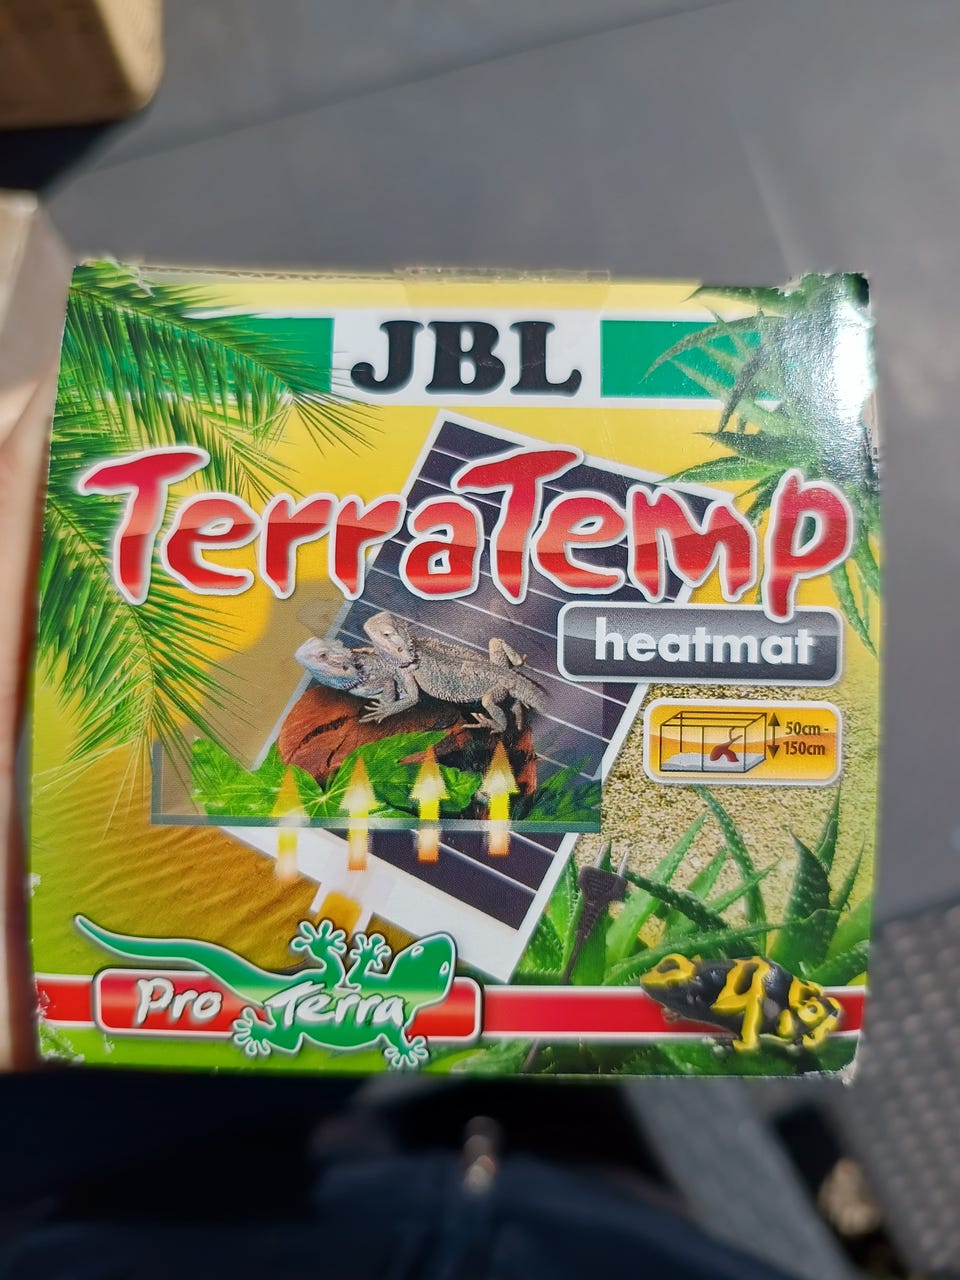 JBL
TerraTemp
heatmat
50cm -
150cm
Pro Terra